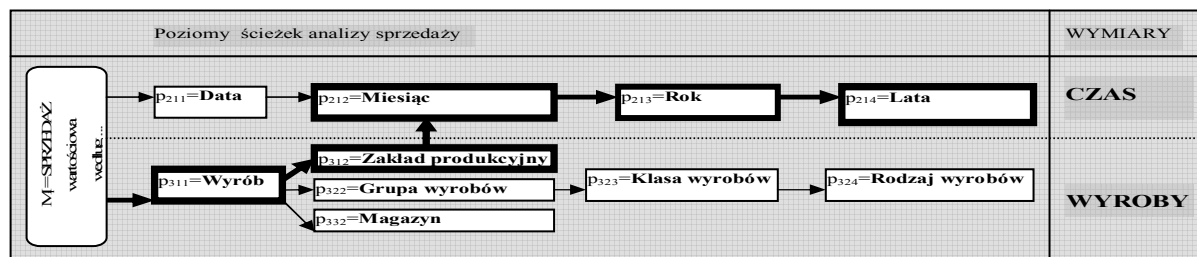 Poziomy ścieżek analizy sprzedaży
WYMIARY
M=SPRZEDAŻ
wartościowa
według...
p211=Data
p212=Miesiąc
p213=Rok
p214=Lata
CZAS
p312=Zakład produkcyjny
p311=Wyrób
p322=Grupa wyrobów
p323=Klasa wyrobów
p324=Rodzaj wyrobów
p332=Magazyn
WYROBY